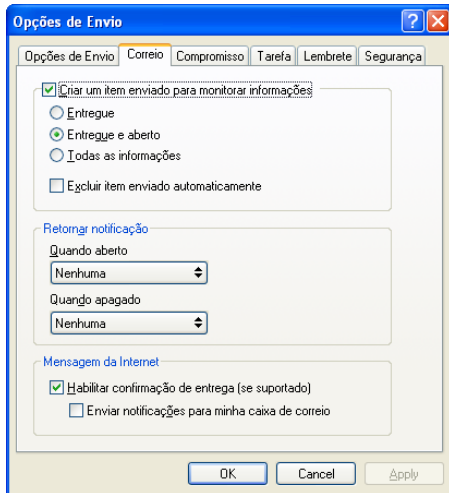 Opções de Envio
Opções de Envio Correio Compromisso Tarefa Lembrete Segurança
Criar um item enviado para monitorar informações
Entregue
Entregue e aberto
Todas as informações
Excluir item enviado automaticamente
Retornar notificação
Quando aberto
Nenhuma
Quando apagado
Nenhuma
Mensagem da Internet
Habilitar confirmação de entrega (se suportado)
Enviar notificações para minha caixa de correio
OK Cancel Apply